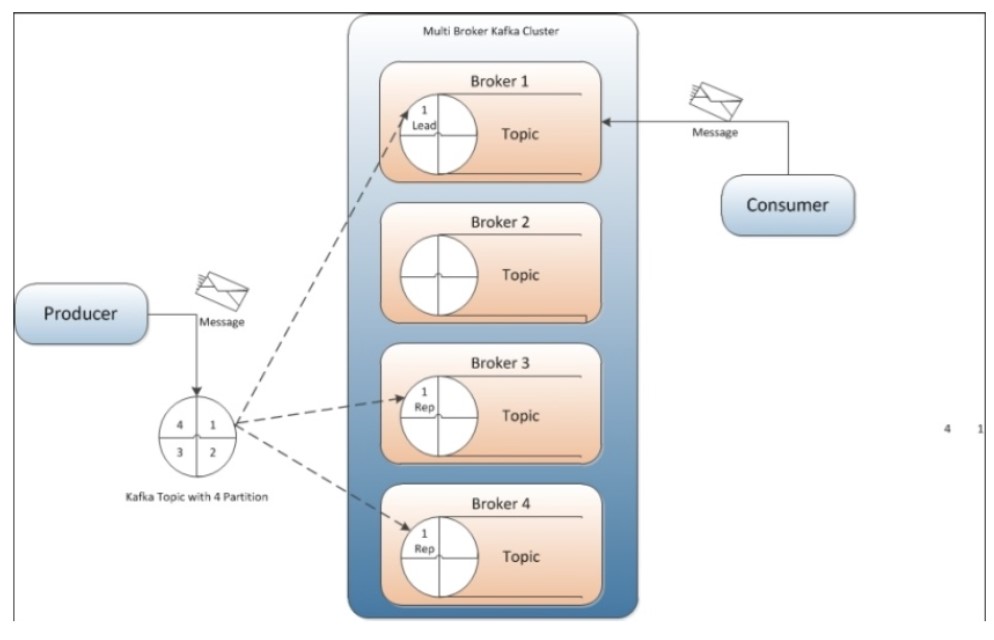 Multi Broker Kafka Cluster
Broker 1
1
Lead
Topic
Message
Consumer
Broker 2
Topic
Producer
Message
Broker 3
1
Rep
Topic
4 1
3 2
Kafka Topic with 4 Partition
4 1
Broker 4
1
Rep
Topic